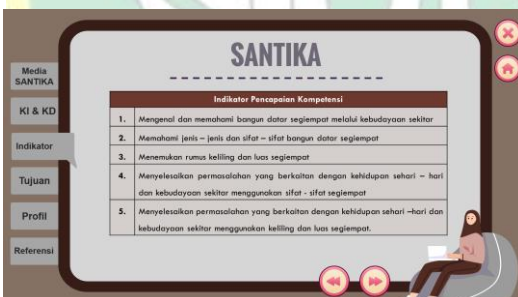 SANTIKA
Media
SANTIKA
KI & KD
Indikator
Tujuan
Profil
Referensi
Indikator Pencapaian Kompetensi
1. Mengenal dan memahami bangun datar segiempat melalui kebudayaan sekitar
2. Memahami jenis – jenis dan sifat – sifat bangun datar segiempat
3. Menemukan rumus keliling dan luas segiempat
4. Menyelesaikan permasalahan yang berkaitan dengan kehidupan sehari – hari
dan kebudayaan sekitar menggunakan sifat - sifat segiempat
5. Menyelesaikan permasalahan yang berkaitan dengan kehidupan sehari –hari dan
kebudayaan sekitar menggunakan keliling dan luas segiempat.